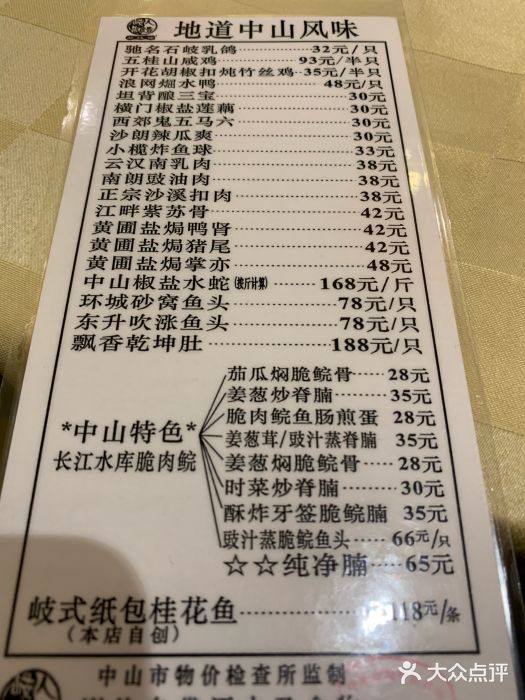 地道中山风味
驰名石岐乳鸽 32元/只
五桂山咸鸡 93元/半只
开花胡椒扣炖竹丝鸡 35元/半只
浪网煀水鸭 48元/只
坦背酿三宝 30元
横门椒盐莲藕 30元
西郊鬼五马六 30元
沙朗辣瓜爽 30元
小榄炸鱼球 33元
云汉南乳肉 38元
南朗豉油肉 38元
正宗沙溪扣肉 38元
江畔紫苏骨 42元
黄圃盐焗鸭肾 42元
黄圃盐焗猪尾 42元
黄圃盐焗掌亦 48元
中山椒盐水蛇(按斤计算) 168元/斤
环城砂窝鱼头 78元/只
东升吹涨鱼头 78元/只
飘香乾坤肚 188元/只
*中山特色*
长江水库脆肉鲩
茄瓜焖脆鲩骨 28元
姜葱炒脊腩 35元
脆肉鲩鱼肠煎蛋 28元
姜葱茸/豉汁蒸脊腩 35元
姜葱焖脆鲩骨 28元
时菜炒脊腩 30元
酥炸牙签脆鲩腩 35元
豉汁蒸脆鲩鱼头 66元/只
☆☆纯净腩 65元
岐式纸包桂花鱼 118元/条
(本店自创)
中山市物价检查所监制
大众点评